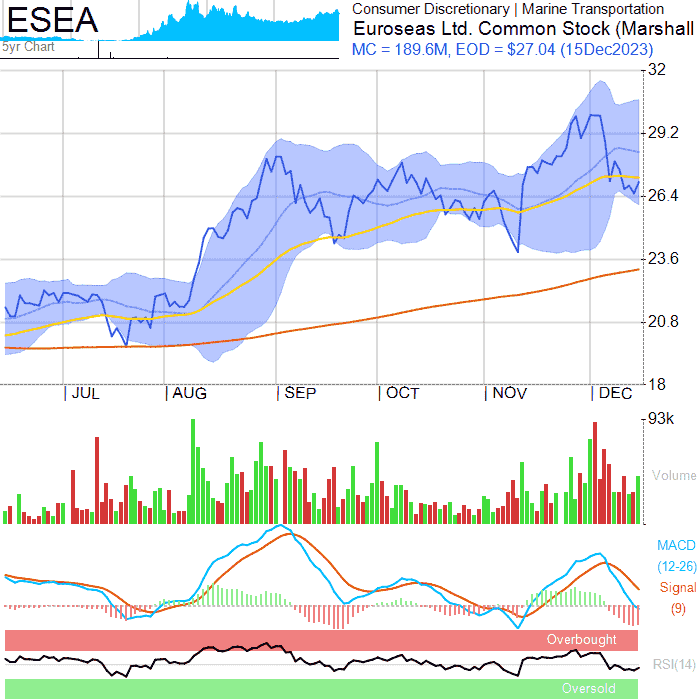 ESEA
5yr Chart
Consumer Discretionary | Marine Transportation
Euroseas Ltd. Common Stock (Marshall
MC = 189.6M, EOD = $27.04 (15Dec2023)
32
29.2
26.4
23.6
20.8
18
JUL AUG SEP OCT NOV DEC
93k
Volume
MACD
(12-26)
Signal
(9)
Overbought
RSI(14)
Oversold